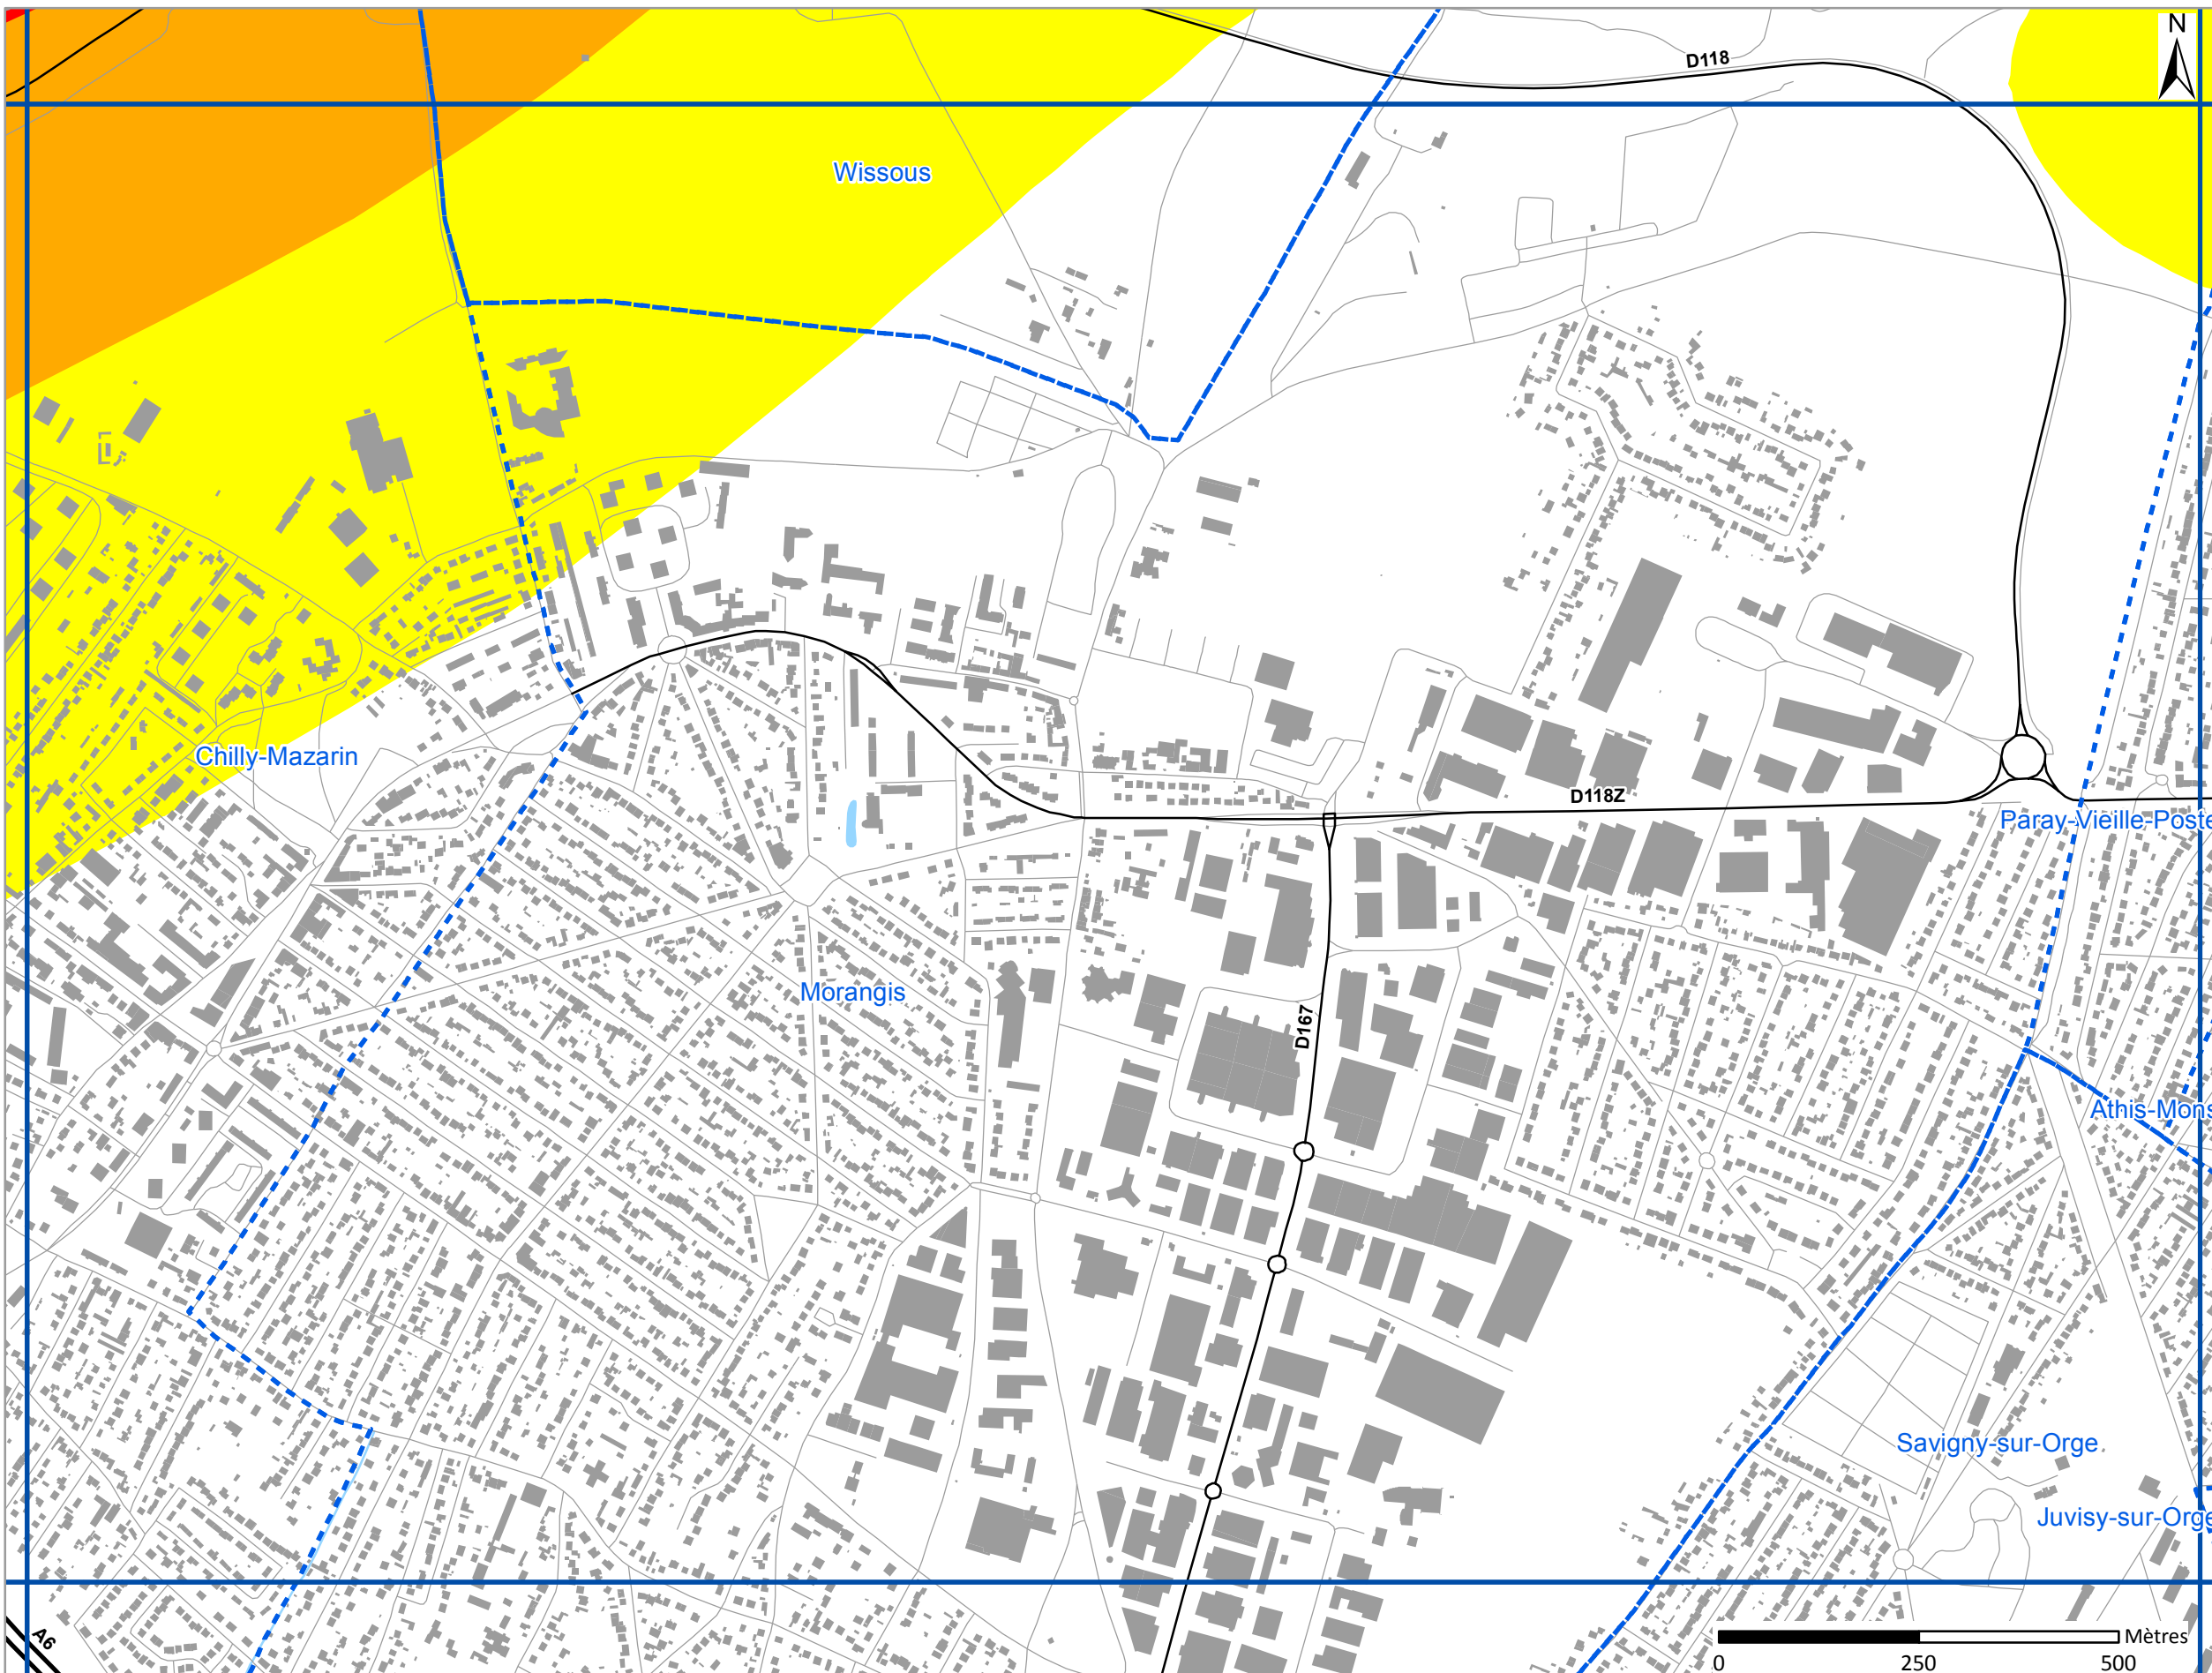 N
D118
Wissous
Chilly-Mazarin
D118Z
Paray-Vieille-Poste
Morangis
D167
Athis-Mons
Savigny-sur-Orge
Juvisy-sur-Orge
A6
Mètres
0 250 500